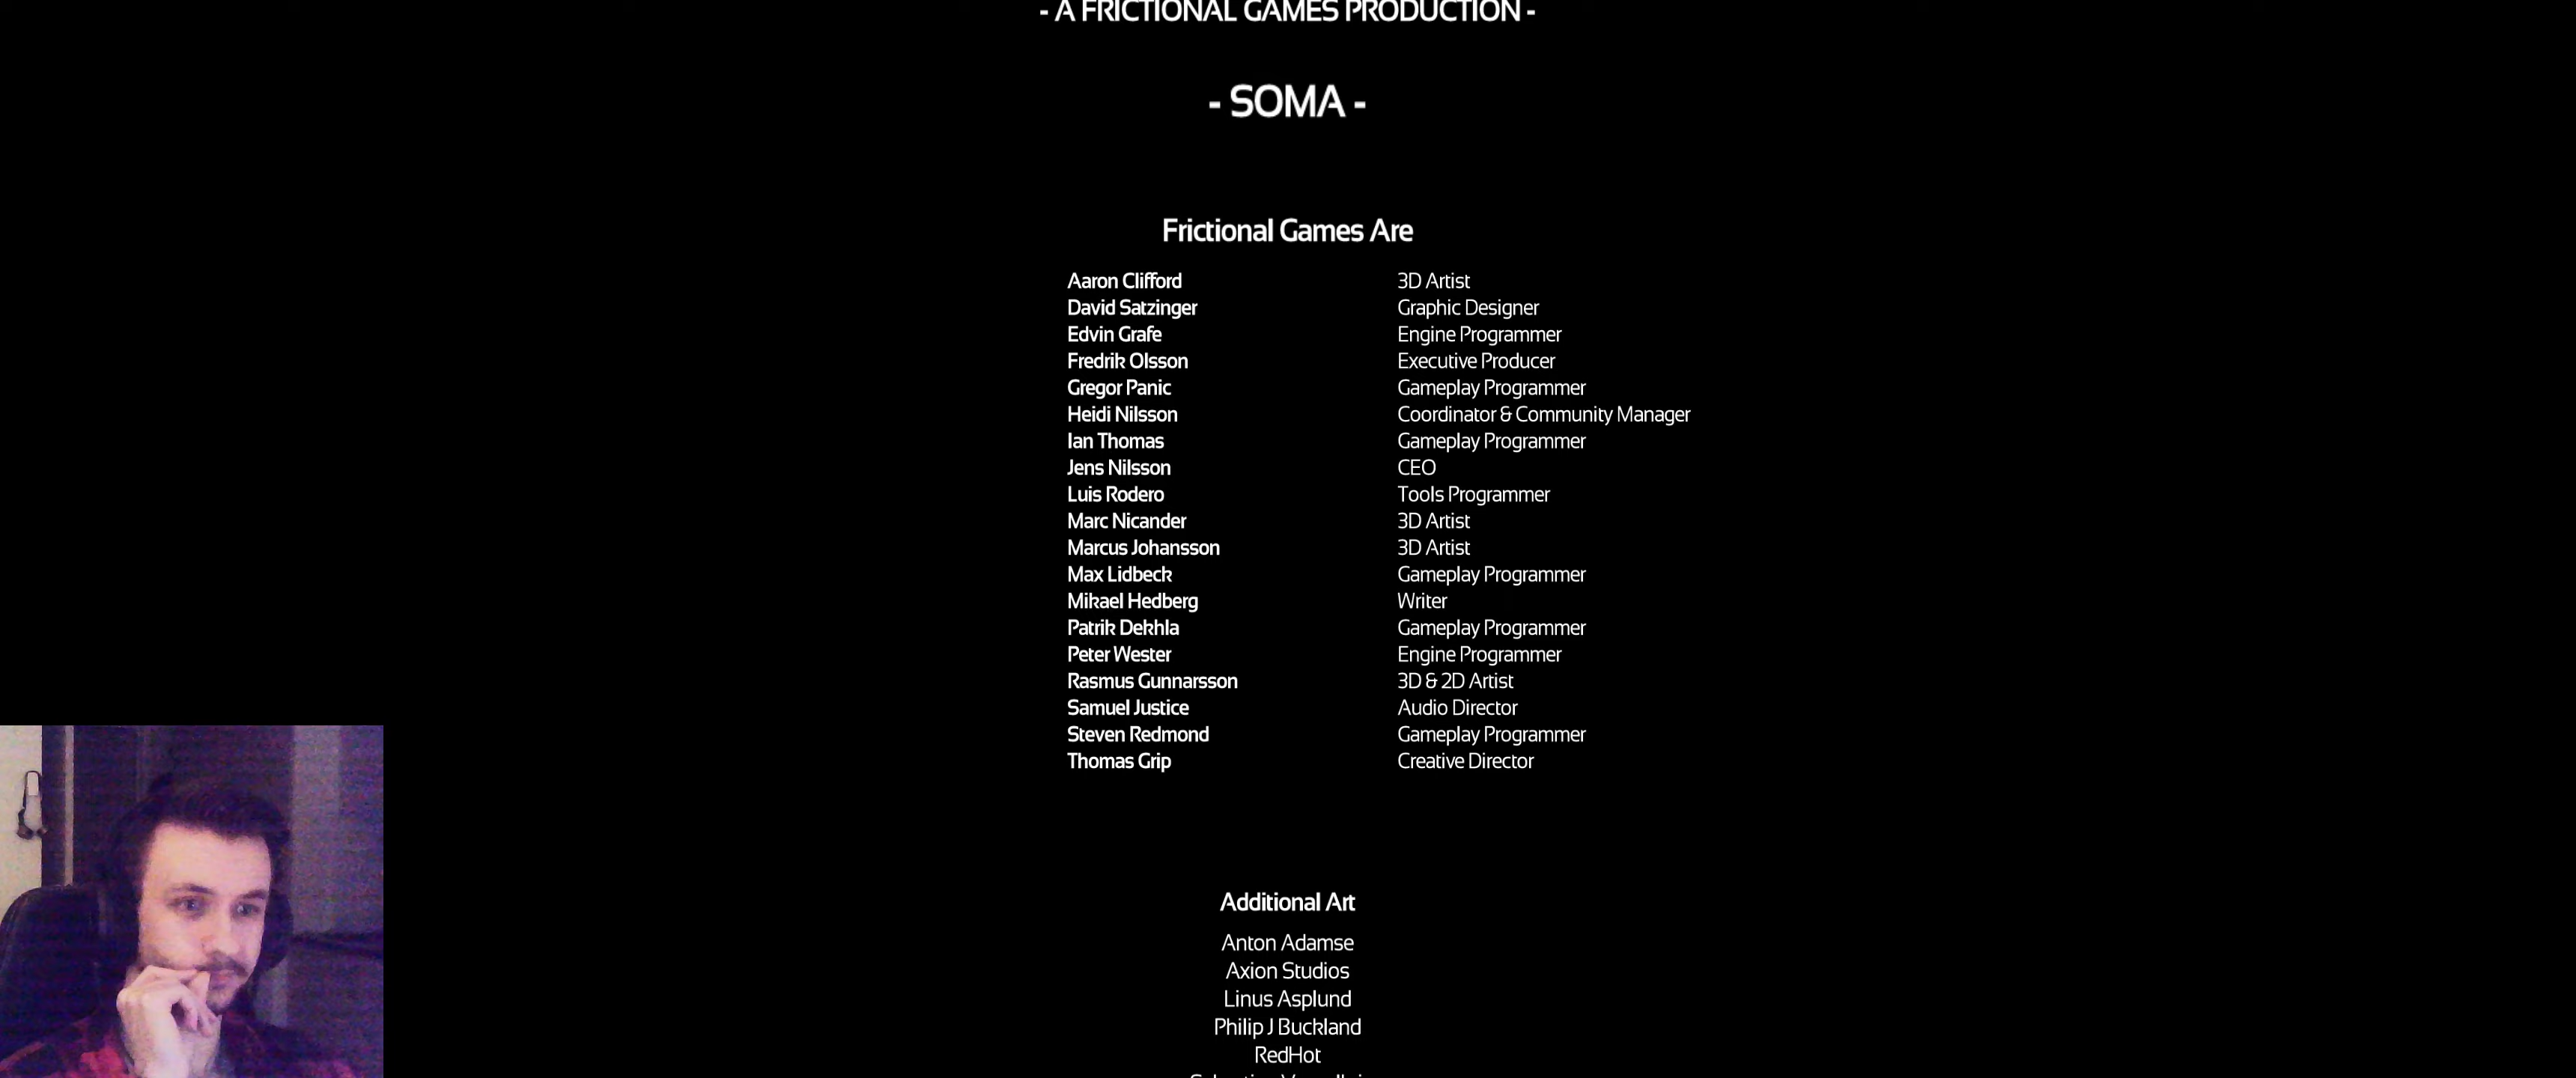 - A FRICTIONAL GAMES PRODUCTION -
- SOMA -
Frictional Games Are
Aaron Clifford 3D Artist
David Satzinger Graphic Designer
Edvin Grafe Engine Programmer
Fredrik Olsson Executive Producer
Gregor Panic Gameplay Programmer
Heidi Nilsson Coordinator & Community Manager
Ian Thomas Gameplay Programmer
Jens Nilsson CEO
Luis Rodero Tools Programmer
Marc Nicander 3D Artist
Marcus Johansson 3D Artist
Max Lidbeck Gameplay Programmer
Mikael Hedberg Writer
Patrik Dekhla Gameplay Programmer
Peter Wester Engine Programmer
Rasmus Gunnarsson 3D & 2D Artist
Samuel Justice Audio Director
Steven Redmond Gameplay Programmer
Thomas Grip Creative Director
Additional Art
Anton Adamse
Axion Studios
Linus Asplund
Philip J Buckland
RedHot